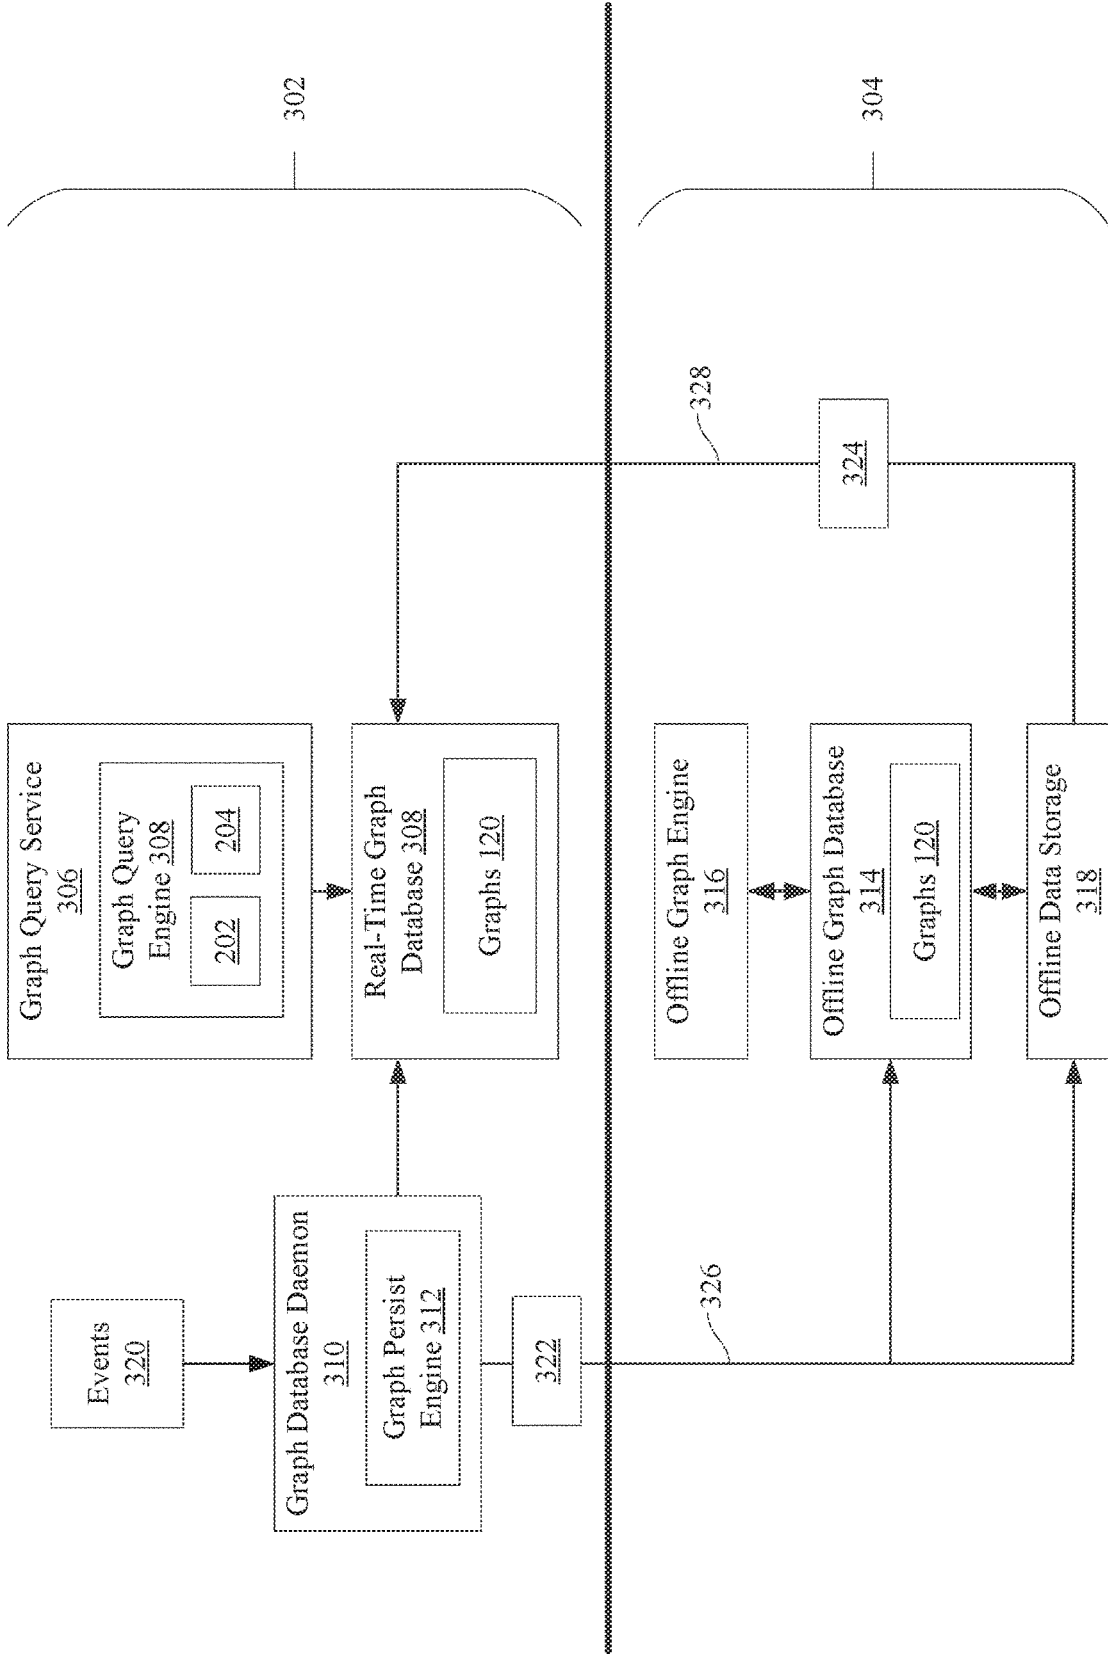 Graph Query Service
306
Graph Query
Engine 308
202
204
302
Events
320
Graph Database Daemon
310
Graph Persist
Engine 312
322
Real-Time Graph
Database 308
Graphs 120
328
326
Offline Graph Engine
316
324
304
Offline Graph Database
314
Graphs 120
Offline Data Storage
318